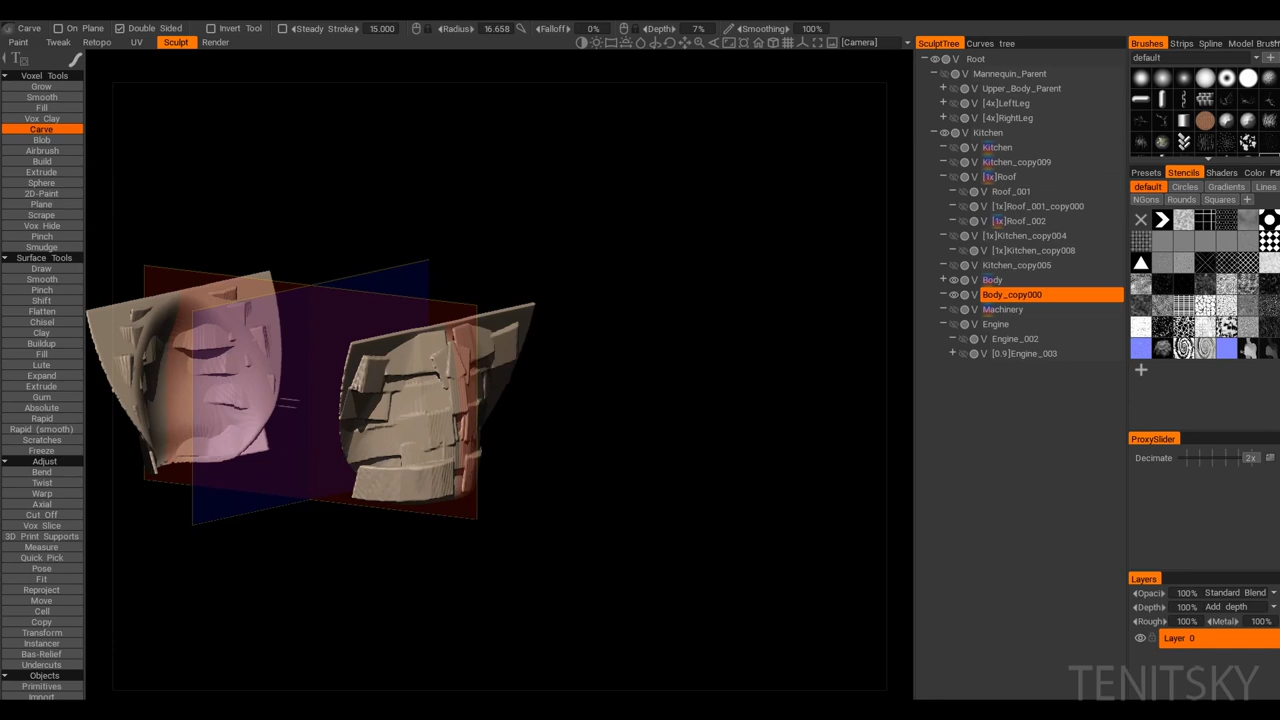 Carve On Plane Double Sided Invert Tool Steady Stroke 15.000 Radius 16.658 Falloff 0% Depth 7% Smoothing 100%
Paint Tweak Retopo UV Sculpt Render [Camera]
SculptTree Curves tree
Brushes Strips Spline Model
default
Voxel Tools
Grow
Smooth
Fill
Vox Clay
Carve
Blob
Airbrush
Build
Extrude
Sphere
2D-Paint
Plane
Scrape
Vox Hide
Pinch
Smudge
Surface Tools
Draw
Smooth
Pinch
Shift
Flatten
Chisel
Clay
Buildup
Fill
Lute
Expand
Extrude
Gum
Absolute
Rapid
Rapid (smooth)
Scratches
Freeze
Adjust
Bend
Twist
Warp
Axial
Cut Off
Vox Slice
3D Print Supports
Measure
Quick Pick
Pose
Fit
Reproject
Move
Cell
Copy
Transform
Instancer
Bas-Relief
Undercuts
Objects
Primitives
Import
Root
V Mannequin_Parent
V Upper_Body_Parent
V [4x]LeftLeg
V [4x]RightLeg
V Kitchen
V Kitchen
V Kitchen_copy009
V [1x]Roof
V Roof_001
V [1x]Roof_001_copy000
V [1x]Roof_002
V [1x]Kitchen_copy004
V [1x]Kitchen_copy008
V Kitchen_copy005
V Body
V Body_copy000
V Machinery
V Engine
V Engine_002
V [0.9]Engine_003
Presets Stencils Shaders Color
default Circles Gradients Lines
NGons Rounds Squares +
ProxySlider
Decimate 2x
Layers
Opaci 100% Standard Blend
Depth 100% Add depth
Rough 100% Metal 100%
Layer 0
TENITSKY